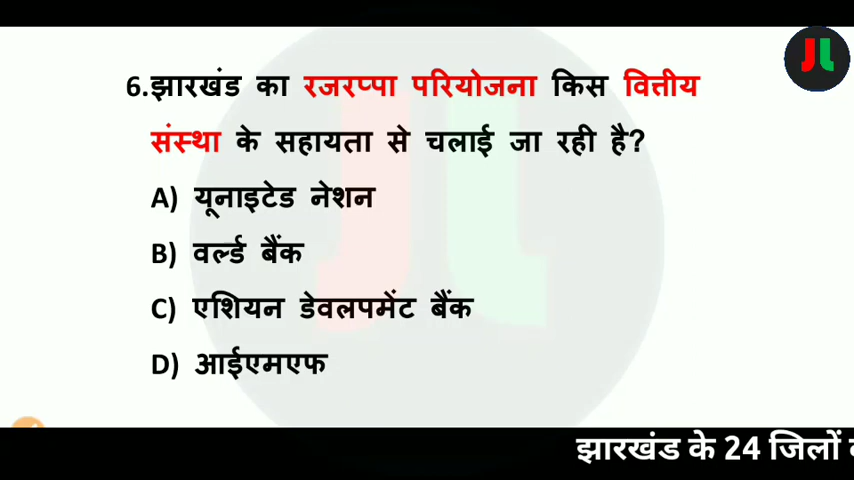 JL
6.झारखंड का रजरप्पा परियोजना किस वित्तीय
संस्था के सहायता से चलाई जा रही है?
A) यूनाइटेड नेशन
B) वर्ल्ड बैंक
C) एशियन डेवलपमेंट बैंक
D) आईएमएफ
झारखंड के 24 जिलों